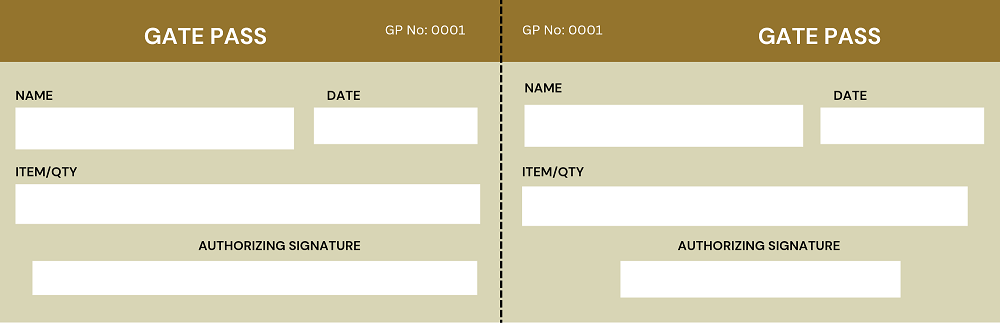 GATE PASS GP No: 0001
NAME DATE
ITEM/QTY
AUTHORIZING SIGNATURE
GP No: 0001 GATE PASS
NAME DATE
ITEM/QTY
AUTHORIZING SIGNATURE